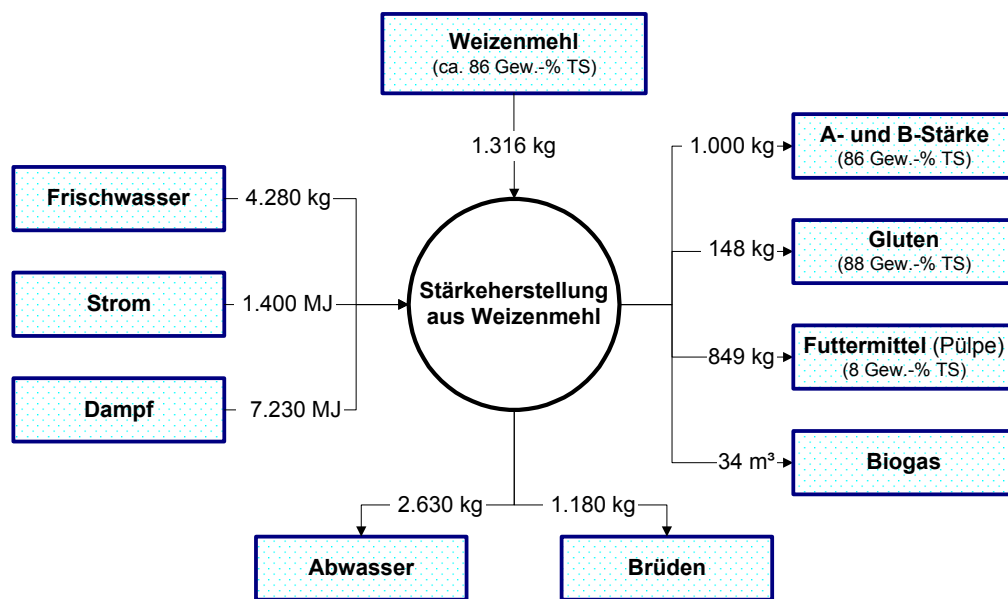 Weizenmehl
(ca. 86 Gew.-% TS)
1.316 kg
Frischwasser
4.280 kg
Strom
1.400 MJ
Dampf
7.230 MJ
Stärkeherstellung
aus Weizenmehl
1.000 kg
A- und B-Stärke
(86 Gew.-% TS)
148 kg
Gluten
(88 Gew.-% TS)
849 kg
Futtermittel (Pülpe)
(8 Gew.-% TS)
34 m³
Biogas
2.630 kg
1.180 kg
Abwasser
Brüden